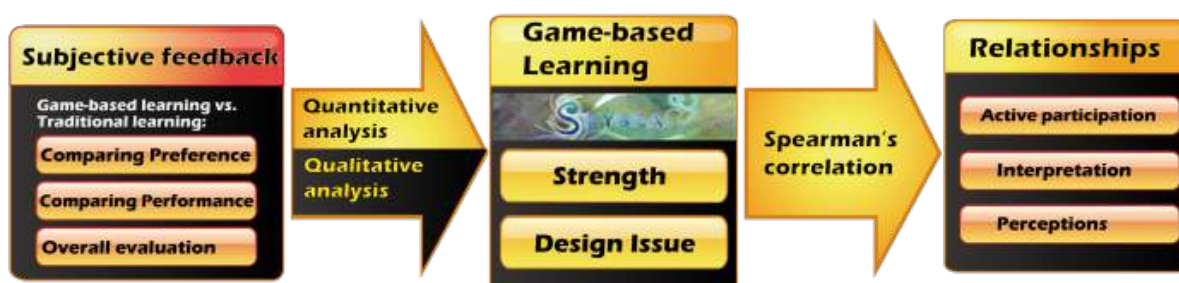 Subjective feedback
Game-based learning vs.
Traditional learning:
Comparing Preference
Comparing Performance
Overall evaluation
Quantitative
analysis
Qualitative
analysis
Game-based
Learning
Strength
Design Issue
Spearman's
correlation
Relationships
Active participation
Interpretation
Perceptions